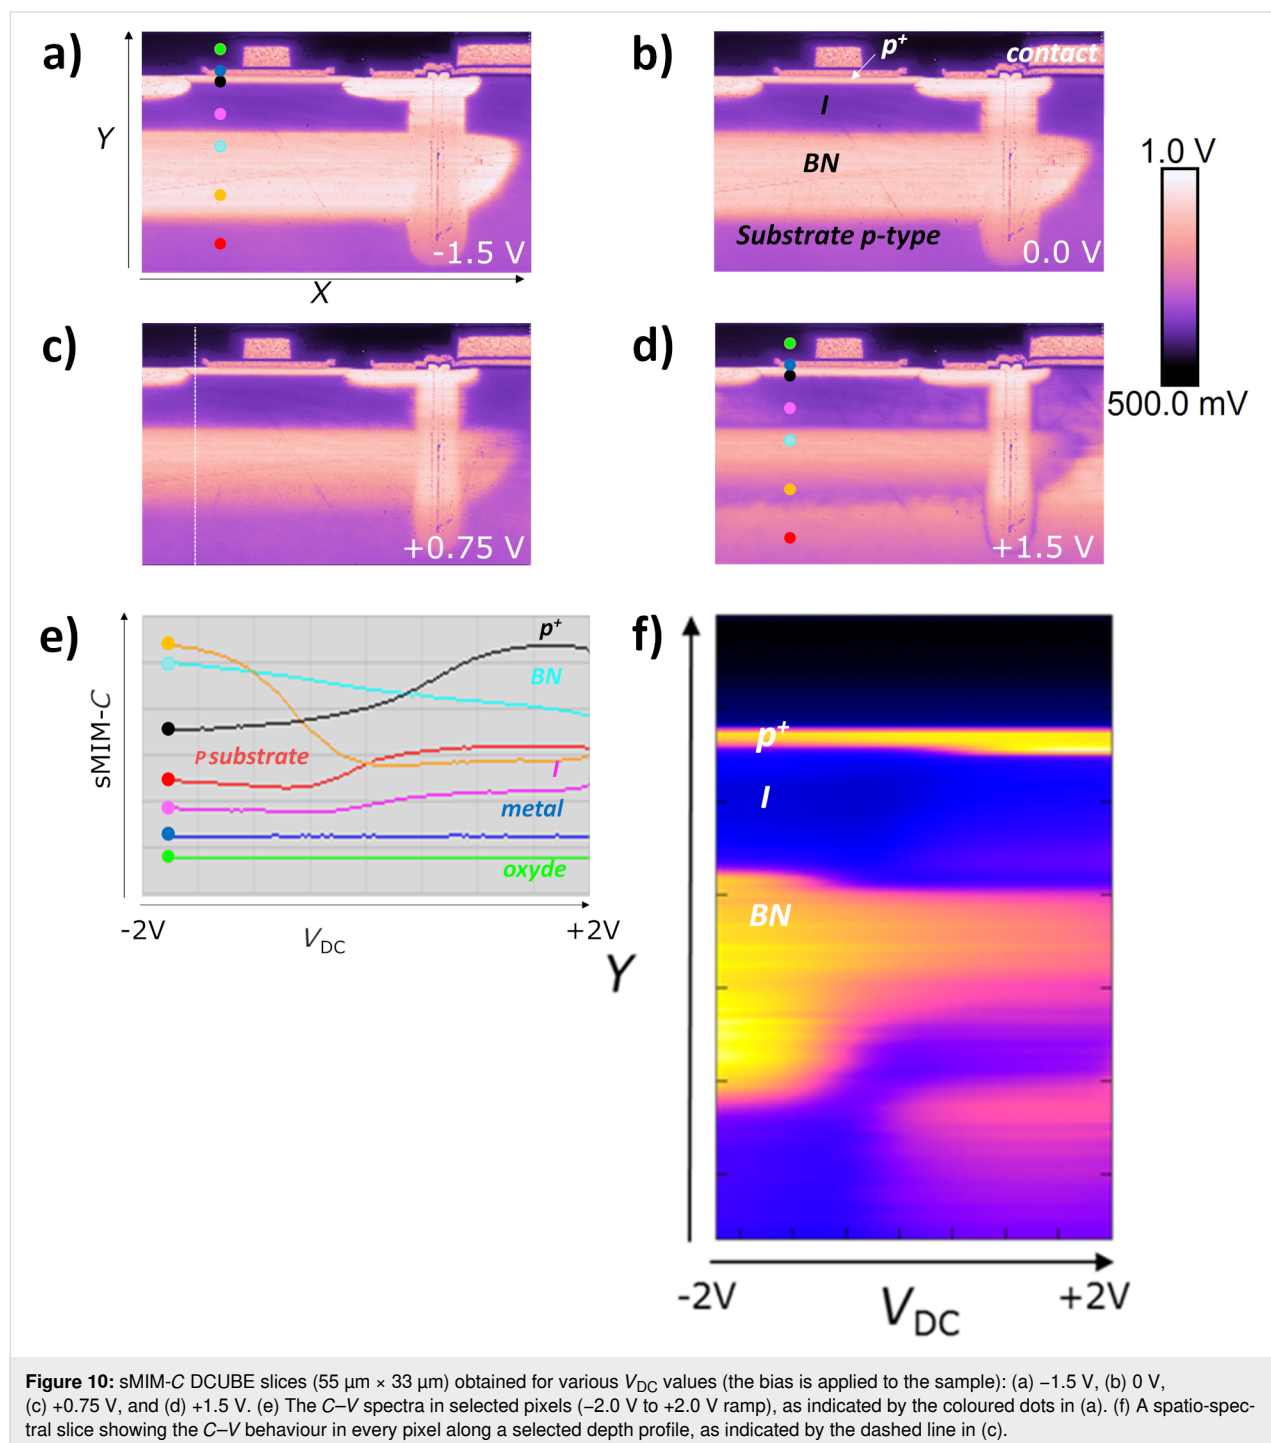 a)
Y
X
-1.5 V
b)
p+
contact
I
BN
Substrate p-type
0.0 V
1.0 V
500.0 mV
c)
+0.75 V
d)
+1.5 V
e)
sMIM-C
p+
BN
P substrate
I
metal
oxyde
-2V
VDC
+2V
f)
Y
p+
I
BN
-2V
VDC
+2V
Figure 10: sMIM-C DCUBE slices (55 μm × 33 μm) obtained for various VDC values (the bias is applied to the sample): (a) −1.5 V, (b) 0 V,
(c) +0.75 V, and (d) +1.5 V. (e) The C–V spectra in selected pixels (−2.0 V to +2.0 V ramp), as indicated by the coloured dots in (a). (f) A spatio-spec-
tral slice showing the C–V behaviour in every pixel along a selected depth profile, as indicated by the dashed line in (c).